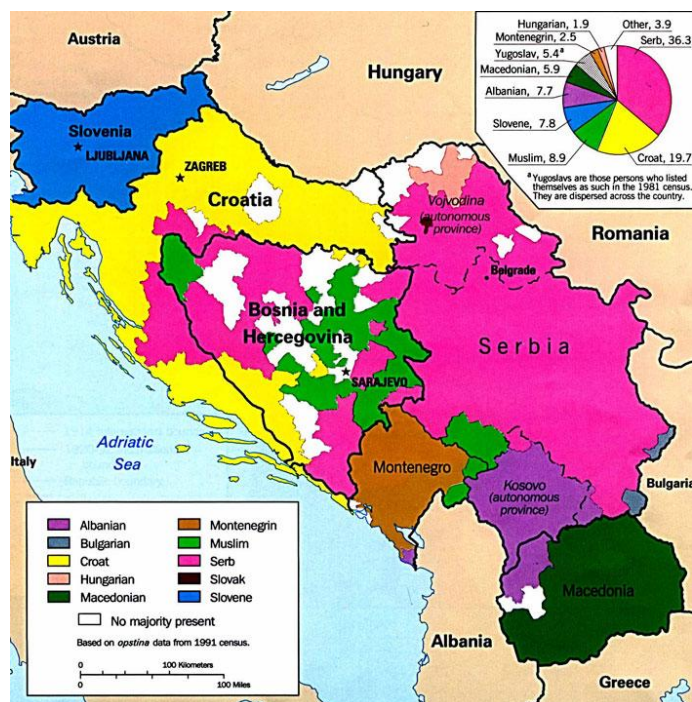 Austria
Hungary
Slovenia
LJUBLJANA
ZAGREB
Croatia
Vojvodina
(autonomous
province)
Romania
Belgrade
Bosnia and
Hercegovina
SARAJEVO
Serbia
Adriatic
Sea
Italy
Montenegro
Kosovo
(autonomous
province)
Bulgaria
Macedonia
Albania
Greece
Hungarian, 1.9
Other, 3.9
Montenegrin, 2.5
Serb, 36.3
Yugoslav, 5.4a
Macedonian, 5.9
Albanian, 7.7
Slovene, 7.8
Muslim, 8.9
Croat, 19.7
a Yugoslavs are those persons who listed
themselves as such in the 1981 census.
They are dispersed across the country.
Albanian
Bulgarian
Croat
Hungarian
Macedonian
Montenegrin
Muslim
Serb
Slovak
Slovene
No majority present
Based on opstina data from 1991 census.
0 100 Kilometers
0 100 Miles